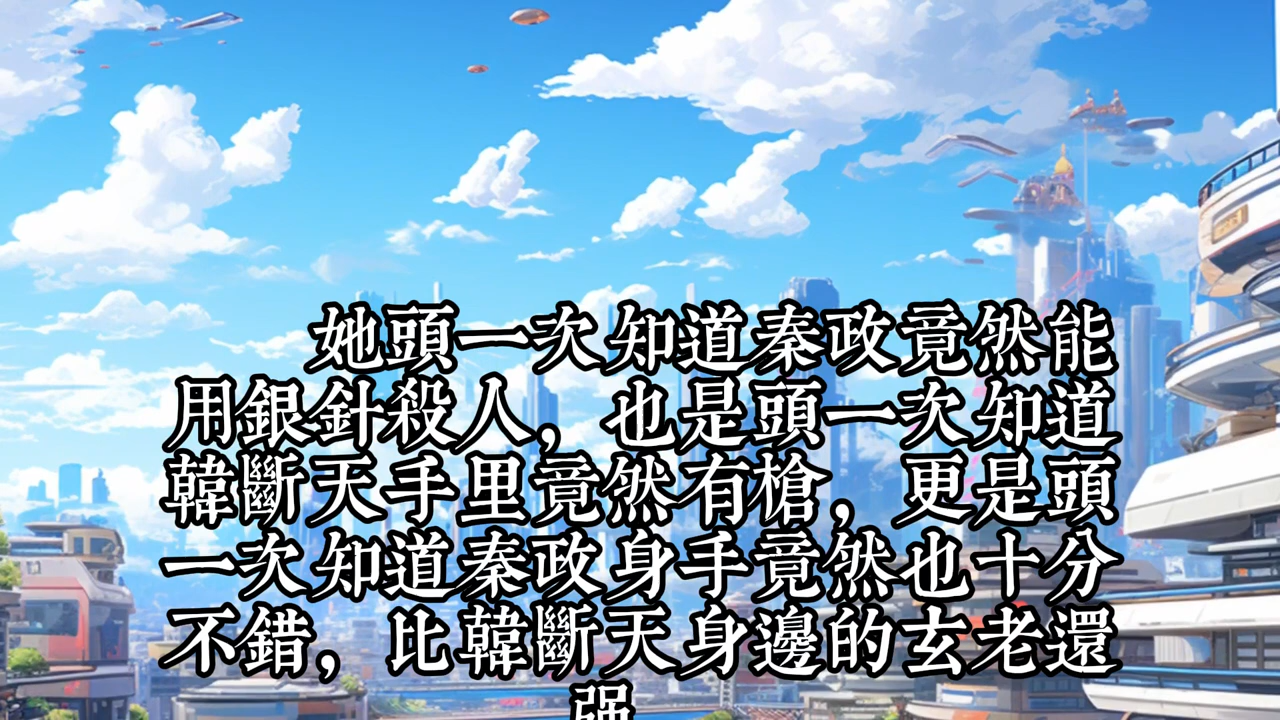 她頭一次知道秦政竟然能
用銀針殺人，也是頭一次知道
韓斷天手里竟然有槍，更是頭
一次知道秦政身手竟然也十分
不錯，比韓斷天身邊的玄老還
强